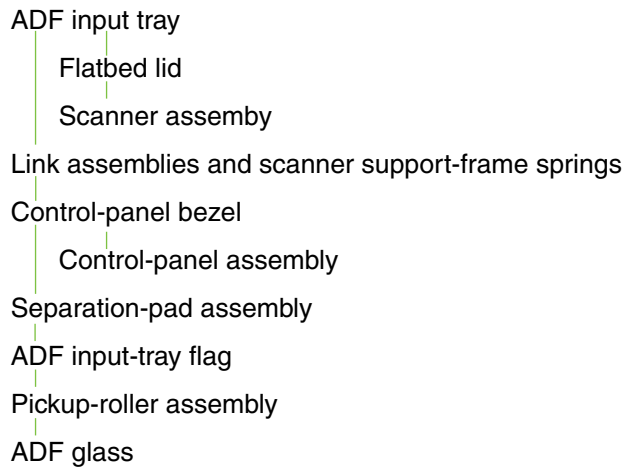 ADF input tray
Flatbed lid
Scanner assemby
Link assemblies and scanner support-frame springs
Control-panel bezel
Control-panel assembly
Separation-pad assembly
ADF input-tray flag
Pickup-roller assembly
ADF glass